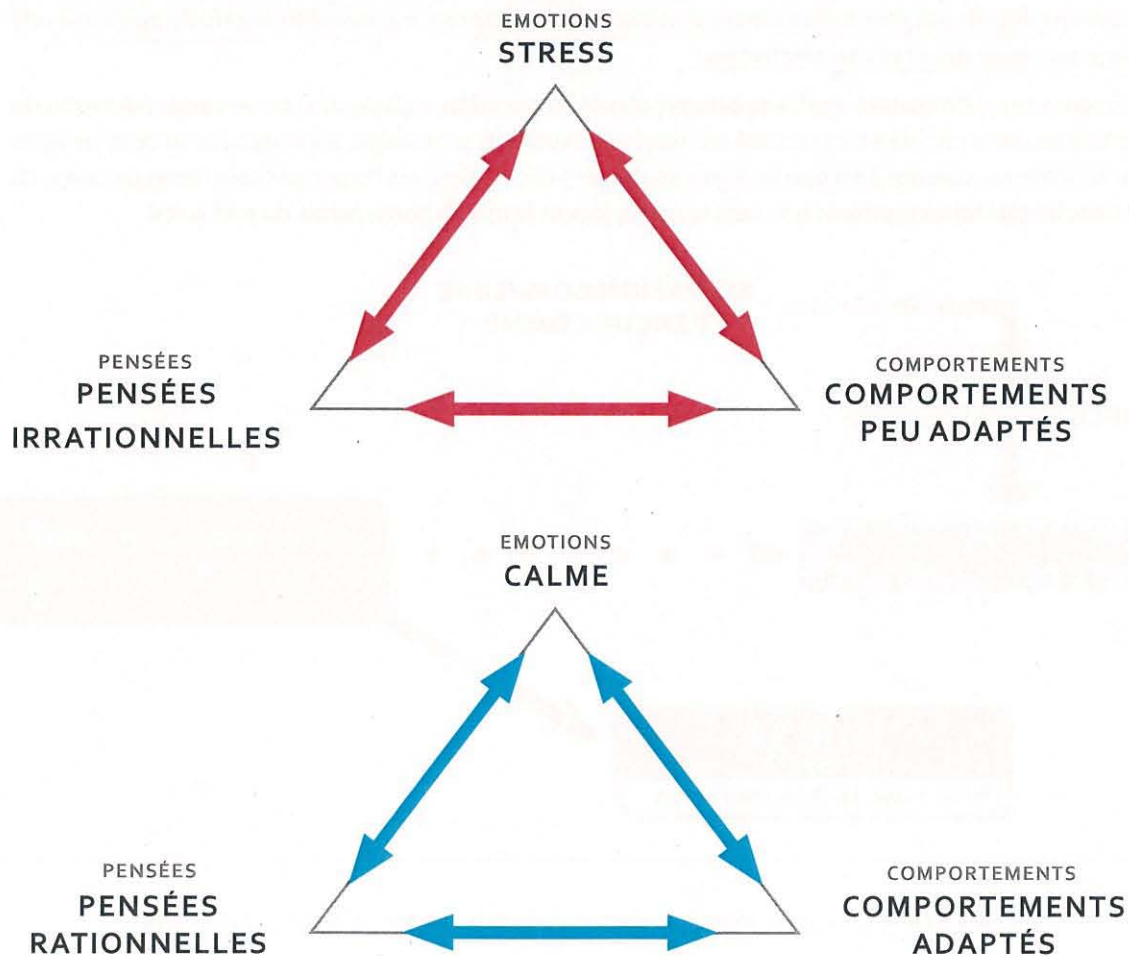 EMOTIONS
STRESS
PENSÉES
PENSÉES
IRRATIONNELLES
COMPORTEMENTS
COMPORTEMENTS
PEU ADAPTÉS
EMOTIONS
CALME
PENSÉES
PENSÉES
RATIONNELLES
COMPORTEMENTS
COMPORTEMENTS
ADAPTÉS